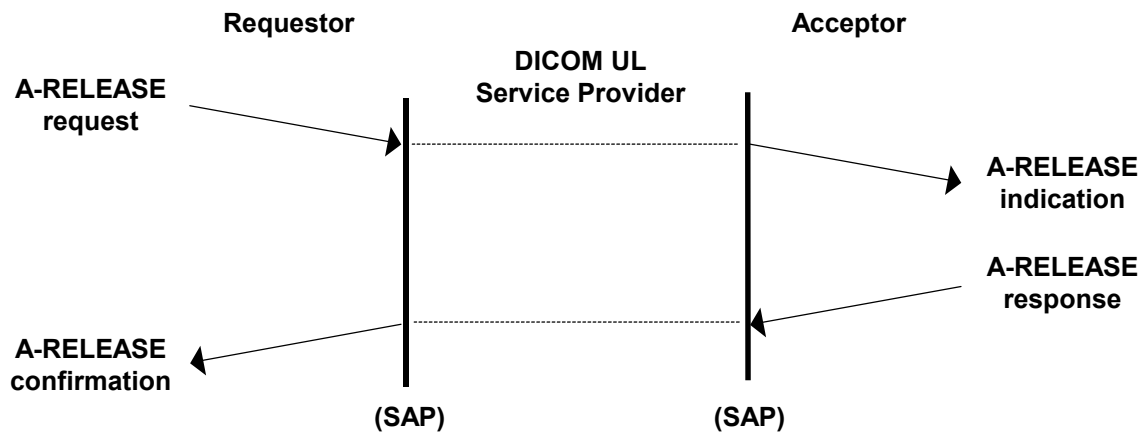 Requestor
Acceptor
DICOM UL
Service Provider
A-RELEASE
request
A-RELEASE
indication
A-RELEASE
response
A-RELEASE
confirmation
(SAP)
(SAP)